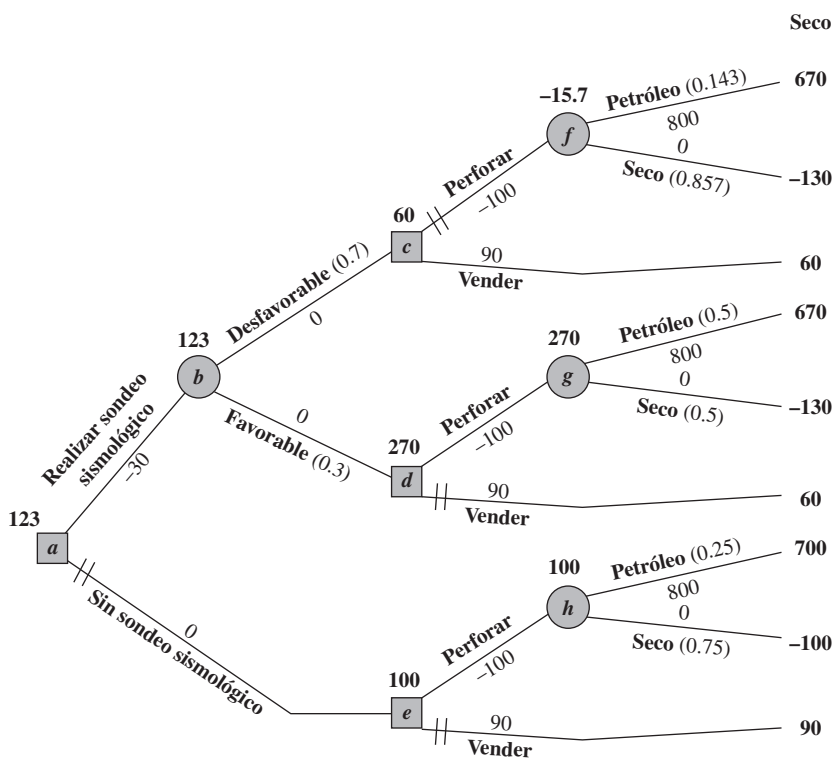 Seco
Petróleo (0.143)
670
–15.7
800
f
0
Perforar
Seco (0.857)
–130
–100
60
c
90
60
Vender
Desfavorable (0.7)
0
Petróleo (0.5)
670
123
270
800
b
g
0
Perforar
Seco (0.5)
–130
–100
0
Favorable (0.3)
270
d
90
60
Vender
Realizar sondeo
sismológico
–30
123
a
Petróleo (0.25)
700
100
800
h
0
Perforar
Seco (0.75)
–100
–100
0
Sin sondeo sismológico
100
e
90
90
Vender